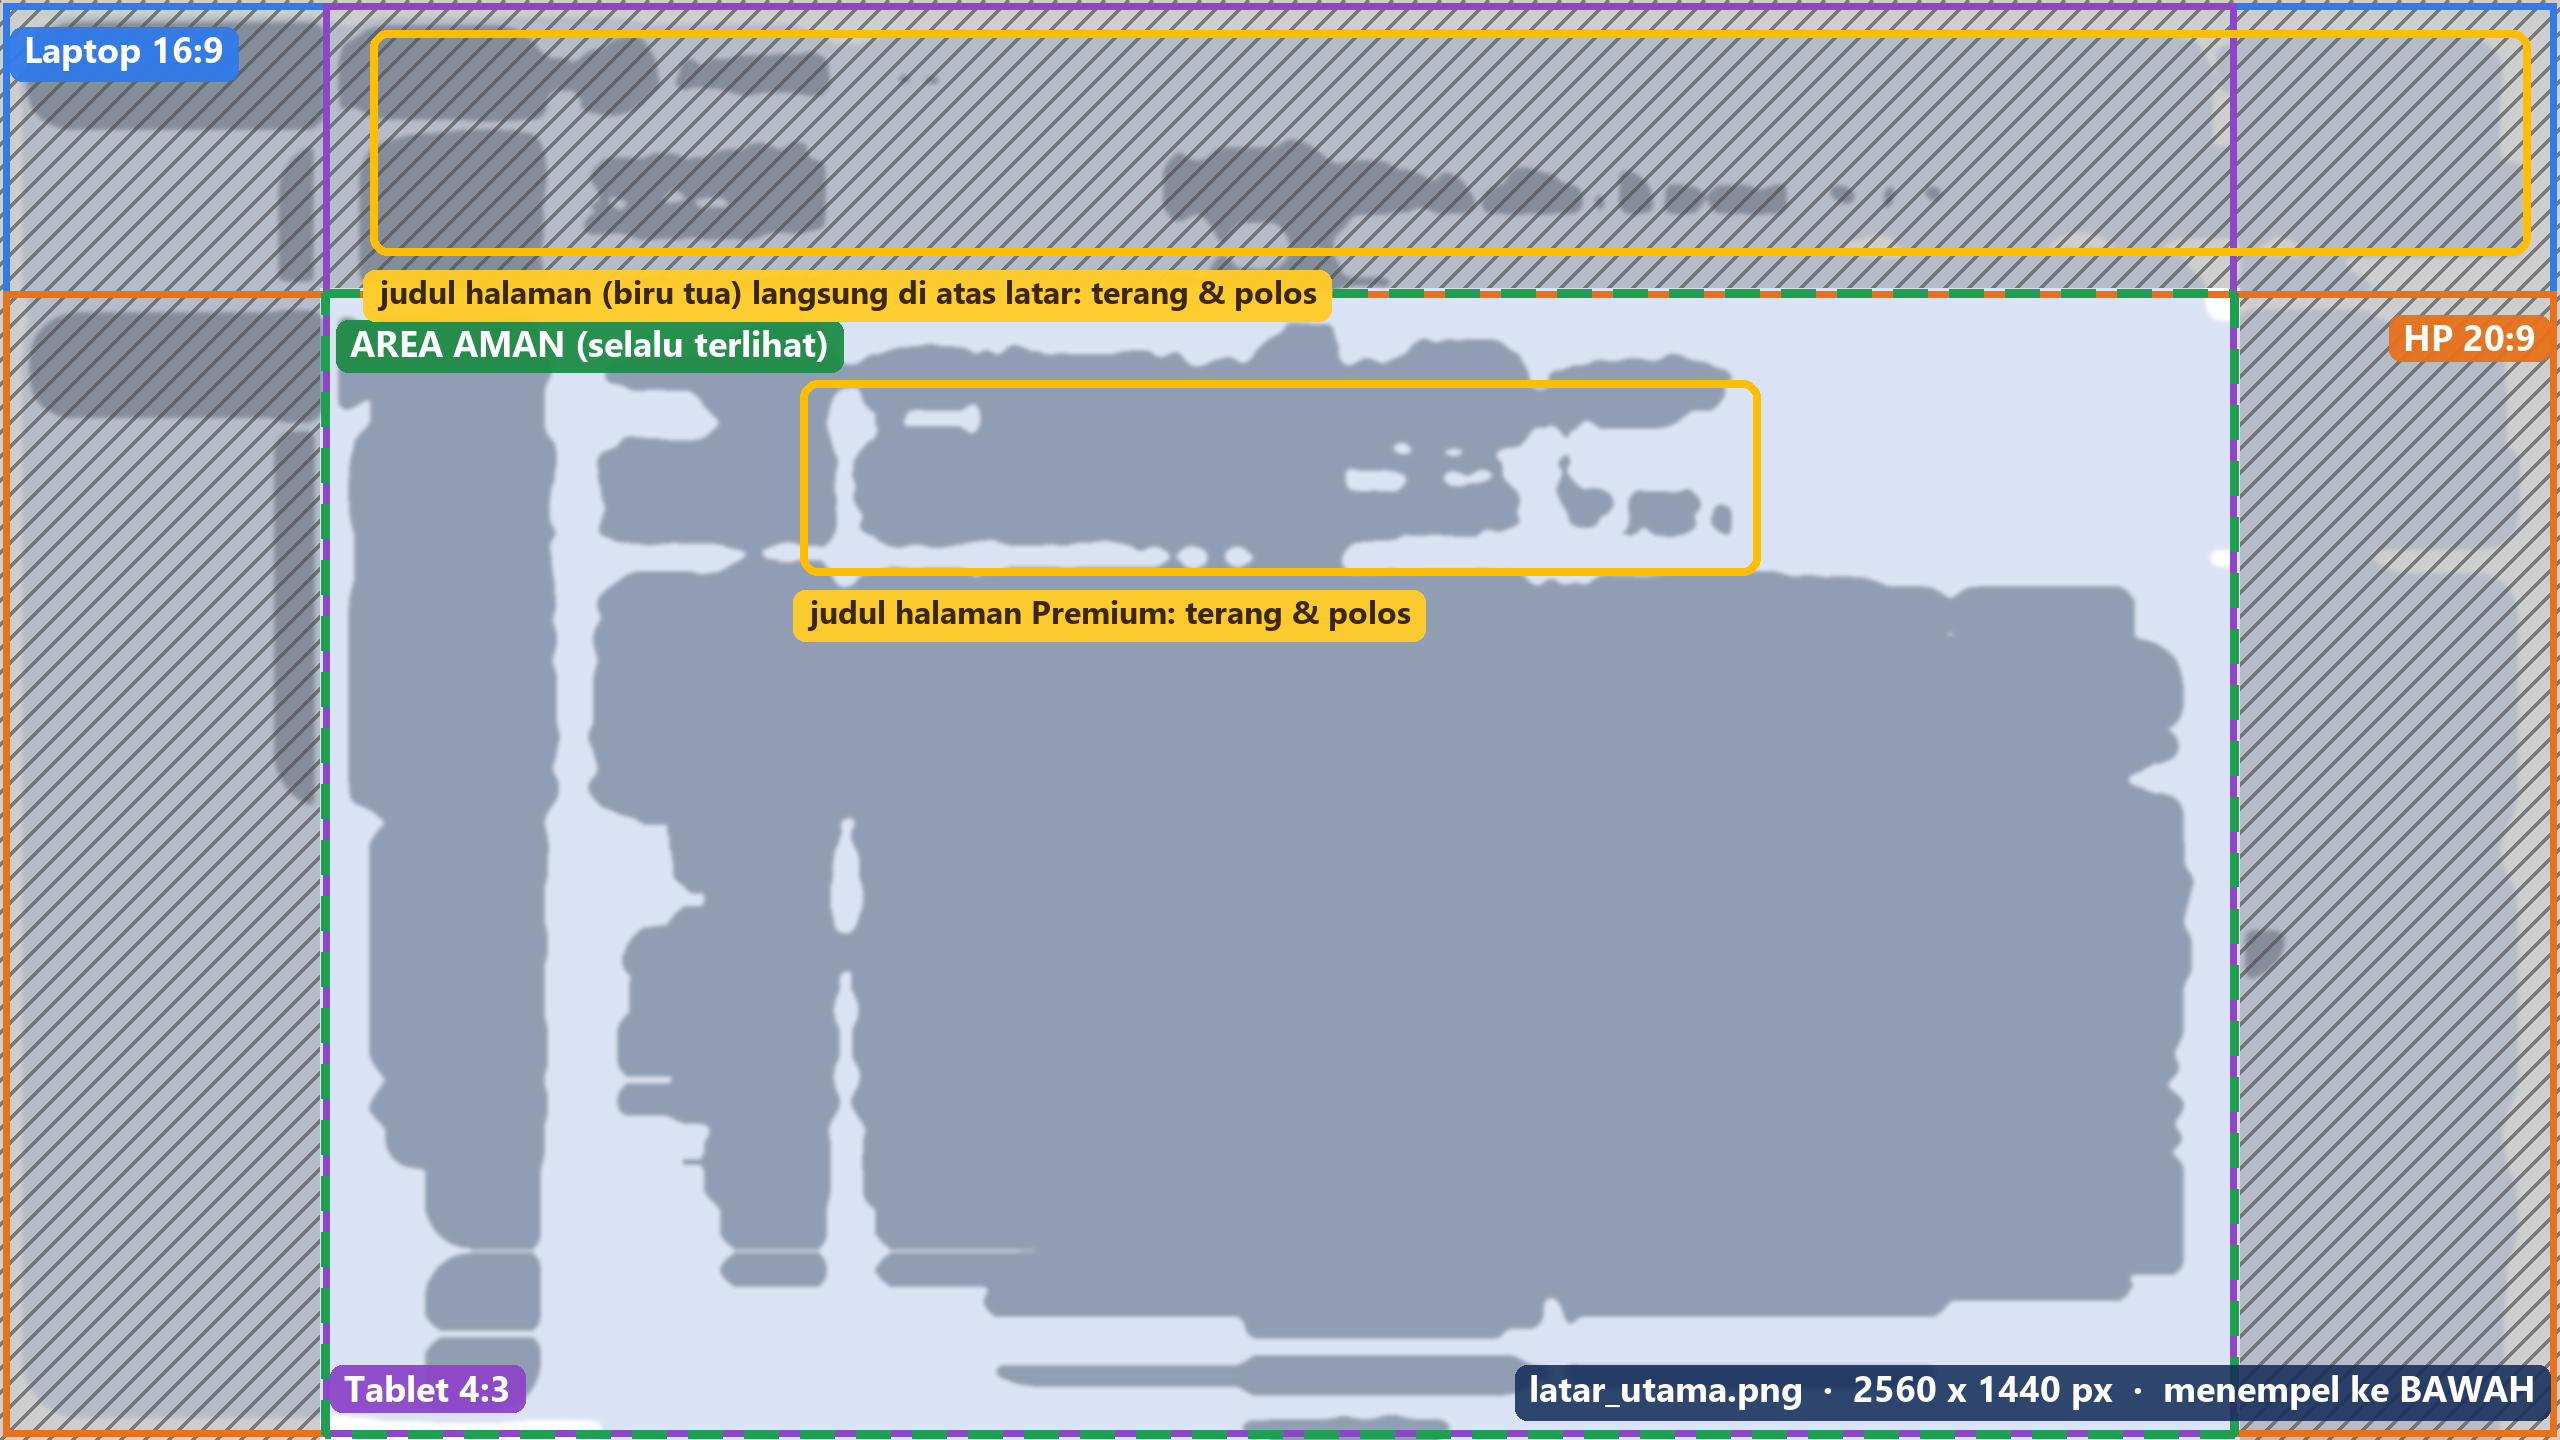 Laptop 16:9
judul halaman (biru tua) langsung di atas latar: terang & polos
AREA AMAN (selalu terlihat)
HP 20:9
judul halaman Premium: terang & polos
Tablet 4:3
latar_utama.png · 2560 x 1440 px · menempel ke BAWAH